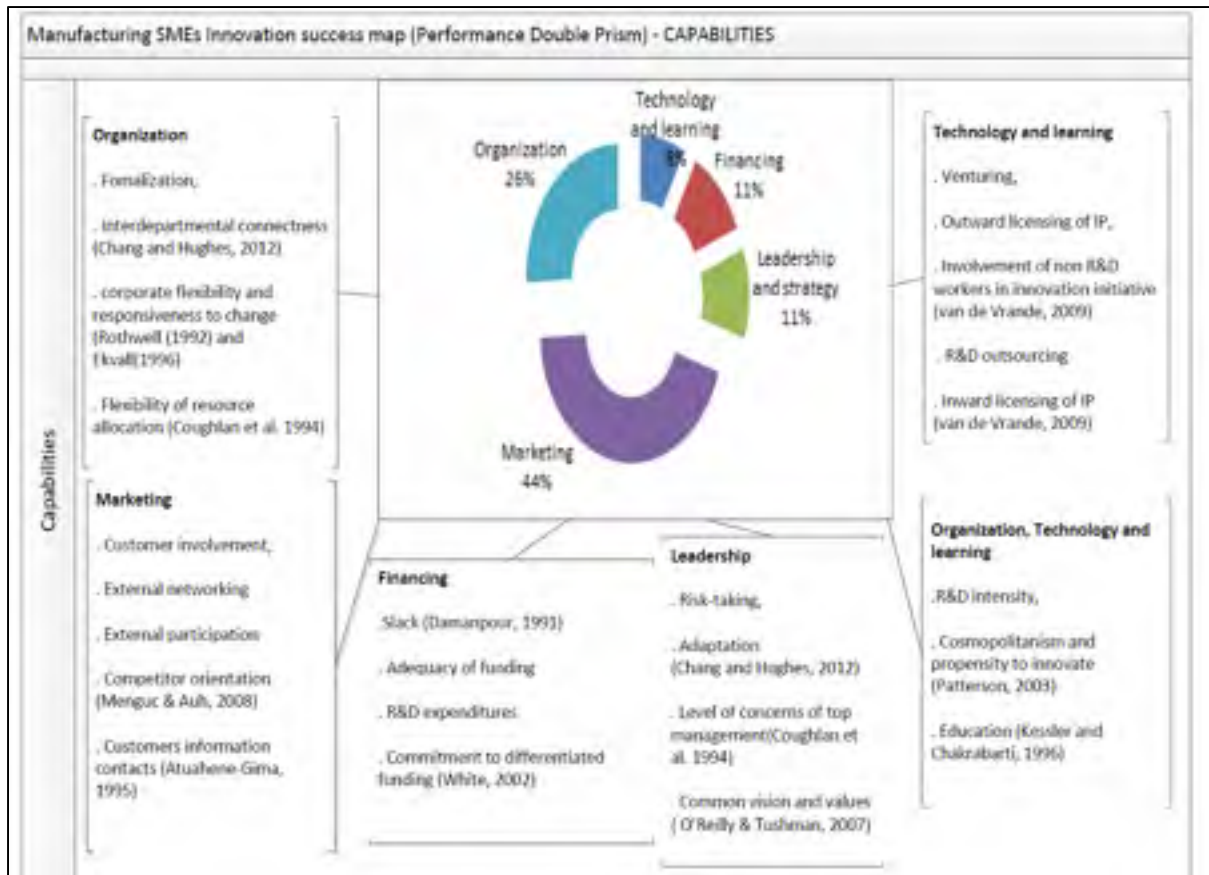 Manufacturing SMEs Innovation success map (Performance Double Prism) - CAPABILITIES
Capabilities
Organization
. Fomalization,
. Interdepartmental connectness
(Chang and Hughes, 2012)
. corporate flexibility and
responsiveness to change
(Rothwell (1992) and
Ekvall(1996)
. Flexibility of resource
allocation (Coughlan et al. 1994)
Marketing
. Customer involvement,
. External networking
. External participation
. Competitor orientation
(Menguc & Auh, 2008)
. Customers information
contacts (Atuahene-Gima,
1995)
Technology
and learning
Organization
26%
Financing
11%
Leadership
and strategy
11%
Marketing
44%
Financing
Slack (Damanpour, 1991)
. Adequacy of funding
. R&D expenditures
. Commitment to differentiated
funding (White, 2002)
Leadership
. Risk-taking,
. Adaptation
(Chang and Hughes, 2012)
. Level of concerns of top
management(Coughlan et
al. 1994)
. Common vision and values
( O'Reilly & Tushman, 2007)
Technology and learning
. Venturing,
. Outward licensing of IP,
. Involvement of non R&D
workers in innovation initiative
(van de Vrande, 2009)
. R&D outsourcing
. Inward licensing of IP
(van de Vrande, 2009)
Organization, Technology and
learning
.R&D intensity,
. Cosmopolitanism and
propensity to innovate
(Patterson, 2003)
. Education (Kessler and
Chakrabarti, 1996)